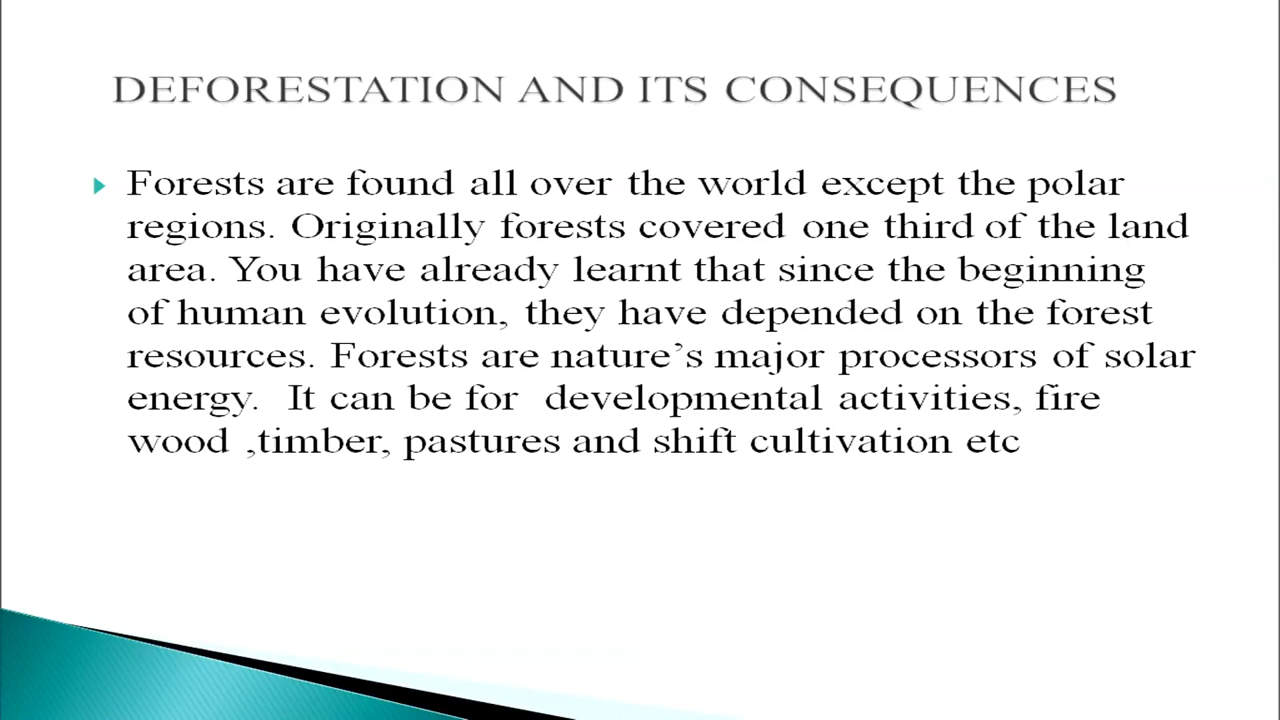 DEFORESTATION AND ITS CONSEQUENCES
Forests are found all over the world except the polar
regions. Originally forests covered one third of the land
area. You have already learnt that since the beginning
of human evolution, they have depended on the forest
resources. Forests are nature’s major processors of solar
energy.  It can be for  developmental activities, fire
wood ,timber, pastures and shift cultivation etc